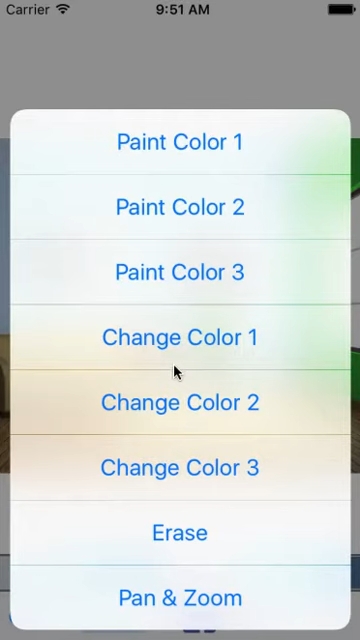 Carrier 9:51 AM
Paint Color 1
Paint Color 2
Paint Color 3
Change Color 1
Change Color 2
Change Color 3
Erase
Pan & Zoom